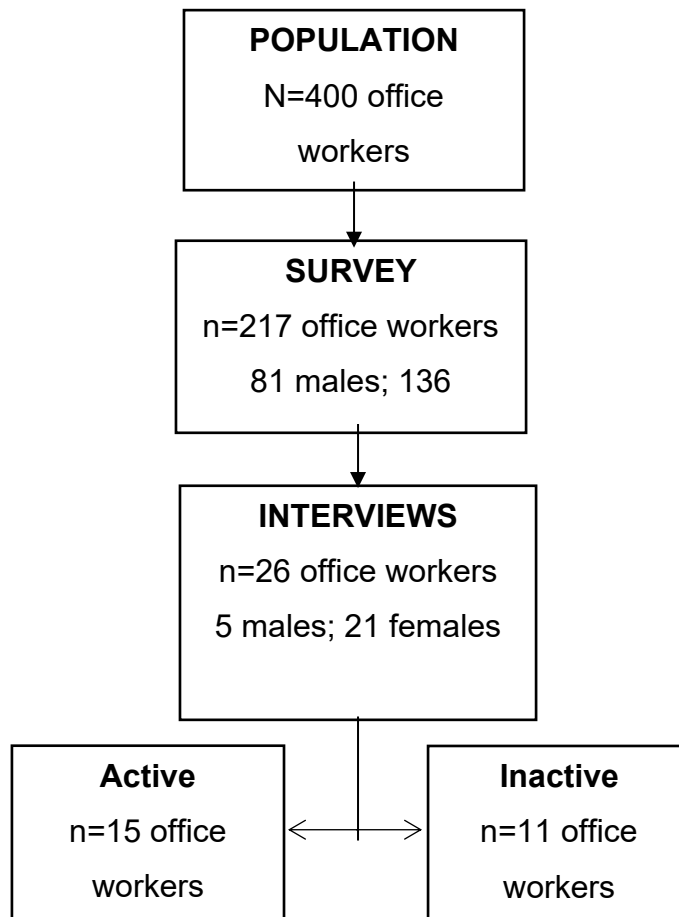 POPULATION
N=400 office
workers
SURVEY
n=217 office workers
81 males; 136
INTERVIEWS
n=26 office workers
5 males; 21 females
Active
n=15 office
workers
Inactive
n=11 office
workers